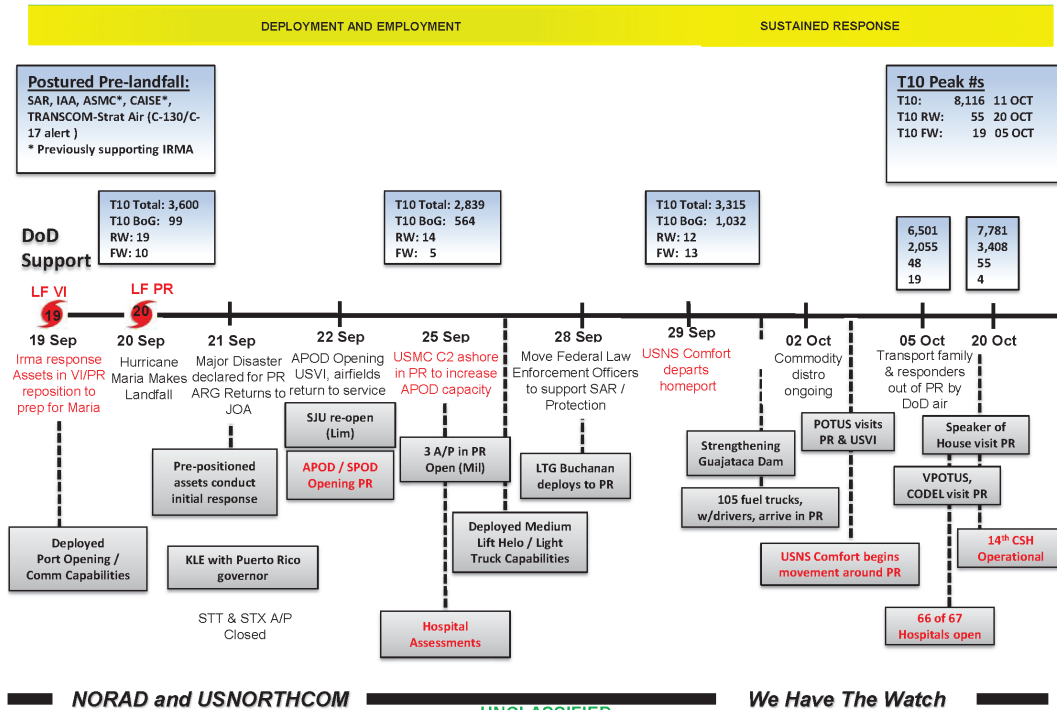 DEPLOYMENT AND EMPLOYMENT
SUSTAINED RESPONSE
Postured Pre-landfall:
SAR, IAA, ASMC*, CAISE*,
TRANSCOM-Strat Air (C-130/C-
17 alert )
* Previously supporting IRMA
T10 Peak #s
T10: 8,116 11 OCT
T10 RW: 55 20 OCT
T10 FW: 19 05 OCT
DoD
Support
T10 Total: 3,600
T10 BoG: 99
RW: 19
FW: 10
T10 Total: 2,839
T10 BoG: 564
RW: 14
FW: 5
T10 Total: 3,315
T10 BoG: 1,032
RW: 12
FW: 13
6,501
2,055
48
19
7,781
3,408
55
4
LF VI
19
LF PR
20
19 Sep
Irma response
Assets in VI/PR
reposition to
prep for Maria
20 Sep
Hurricane
Maria Makes
Landfall
21 Sep
Major Disaster
declared for PR
ARG Returns to
JOA
22 Sep
APOD Opening
USVI, airfields
return to service
25 Sep
USMC C2 ashore
in PR to increase
APOD capacity
28 Sep
Move Federal Law
Enforcement Officers
to support SAR /
Protection
29 Sep
USNS Comfort
departs
homeport
02 Oct
Commodity
distro
ongoing
05 Oct
20 Oct
Transport family
& responders
out of PR by
DoD air
SJU re-open
(Lim)
APOD / SPOD
Opening PR
3 A/P in PR
Open (Mil)
LTG Buchanan
deploys to PR
Strengthening
Guajataca Dam
POTUS visits
PR & USVI
Speaker of
House visit PR
Pre-positioned
assets conduct
initial response
105 fuel trucks,
w/drivers, arrive in PR
VPOTUS,
CODEL visit PR
Deployed
Port Opening /
Comm Capabilities
KLE with Puerto Rico
governor
Deployed Medium
Lift Helo / Light
Truck Capabilities
USNS Comfort begins
movement around PR
14th CSH
Operational
STT & STX A/P
Closed
Hospital
Assessments
66 of 67
Hospitals open
NORAD and USNORTHCOM
We Have The Watch
UNCLASSIFIED